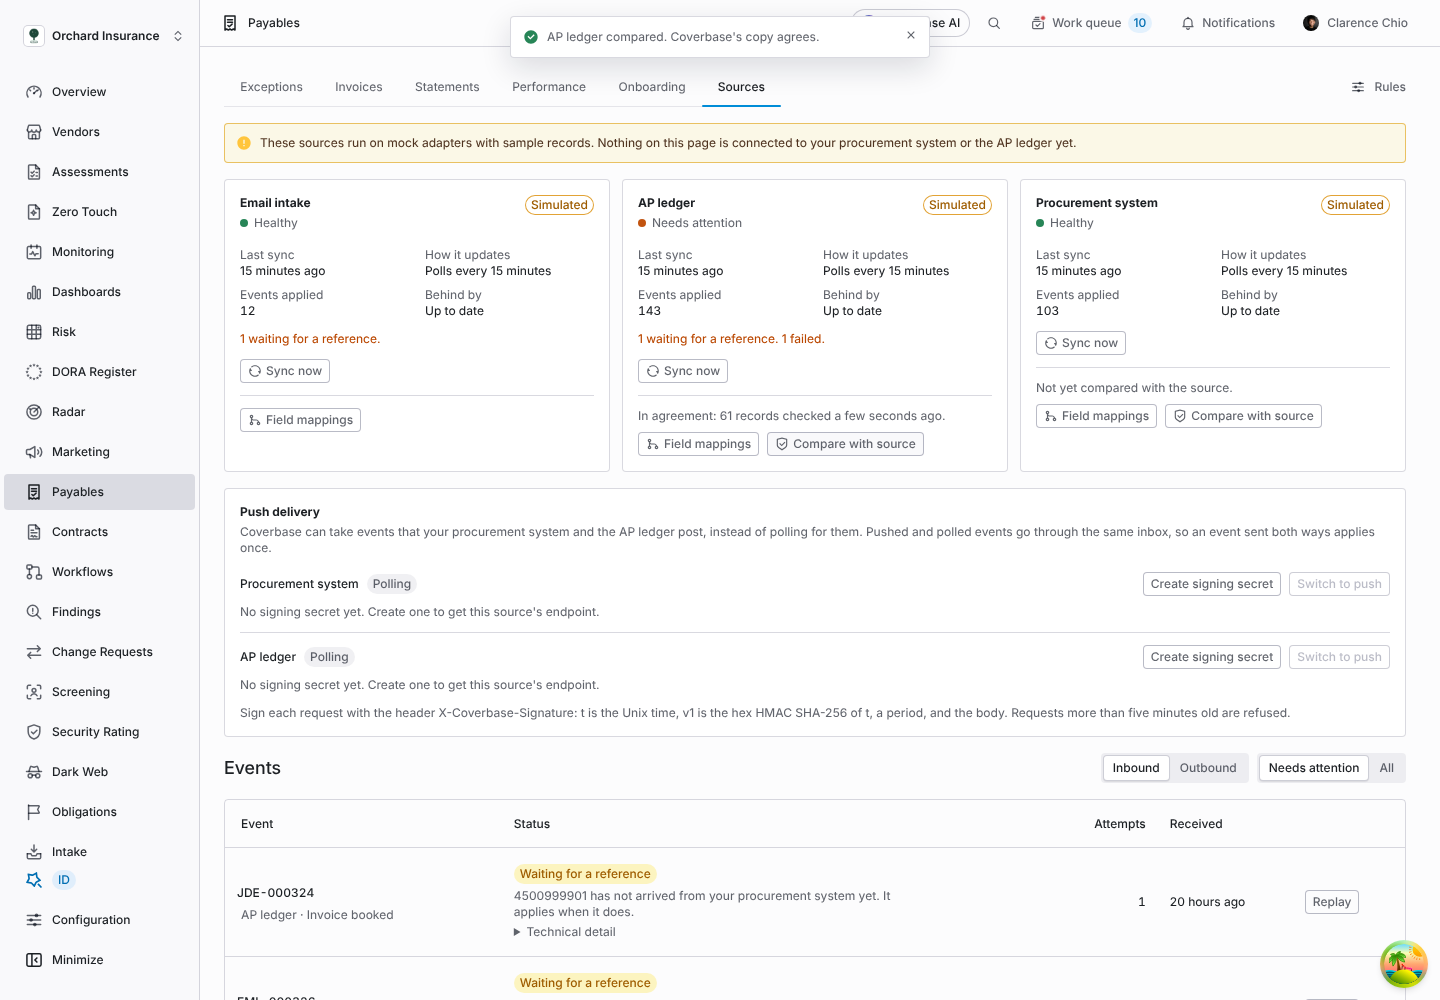 Orchard Insurance
Payables
se AI
Work queue 10
Notifications
Clarence Chio
AP ledger compared. Coverbase's copy agrees.
Overview
Vendors
Assessments
Zero Touch
Monitoring
Dashboards
Risk
DORA Register
Radar
Marketing
Payables
Contracts
Workflows
Findings
Change Requests
Screening
Security Rating
Dark Web
Obligations
Intake
ID
Configuration
Minimize
Exceptions
Invoices
Statements
Performance
Onboarding
Sources
Rules
These sources run on mock adapters with sample records. Nothing on this page is connected to your procurement system or the AP ledger yet.
Email intake
Simulated
Healthy
Last sync
How it updates
15 minutes ago
Polls every 15 minutes
Events applied
Behind by
12
Up to date
1 waiting for a reference.
Sync now
Field mappings
AP ledger
Simulated
Needs attention
Last sync
How it updates
15 minutes ago
Polls every 15 minutes
Events applied
Behind by
143
Up to date
1 waiting for a reference. 1 failed.
Sync now
In agreement: 61 records checked a few seconds ago.
Field mappings
Compare with source
Procurement system
Simulated
Healthy
Last sync
How it updates
15 minutes ago
Polls every 15 minutes
Events applied
Behind by
103
Up to date
Sync now
Not yet compared with the source.
Field mappings
Compare with source
Push delivery
Coverbase can take events that your procurement system and the AP ledger post, instead of polling for them. Pushed and polled events go through the same inbox, so an event sent both ways applies
once.
Procurement system Polling
Create signing secret
Switch to push
No signing secret yet. Create one to get this source's endpoint.
AP ledger Polling
Create signing secret
Switch to push
No signing secret yet. Create one to get this source's endpoint.
Sign each request with the header X-Coverbase-Signature: t is the Unix time, v1 is the hex HMAC SHA-256 of t, a period, and the body. Requests more than five minutes old are refused.
Events
Inbound
Outbound
Needs attention
All
Event
Status
Attempts
Received
JDE-000324
AP ledger · Invoice booked
Waiting for a reference
4500999901 has not arrived from your procurement system yet. It
applies when it does.
Technical detail
1
20 hours ago
Replay
Waiting for a reference